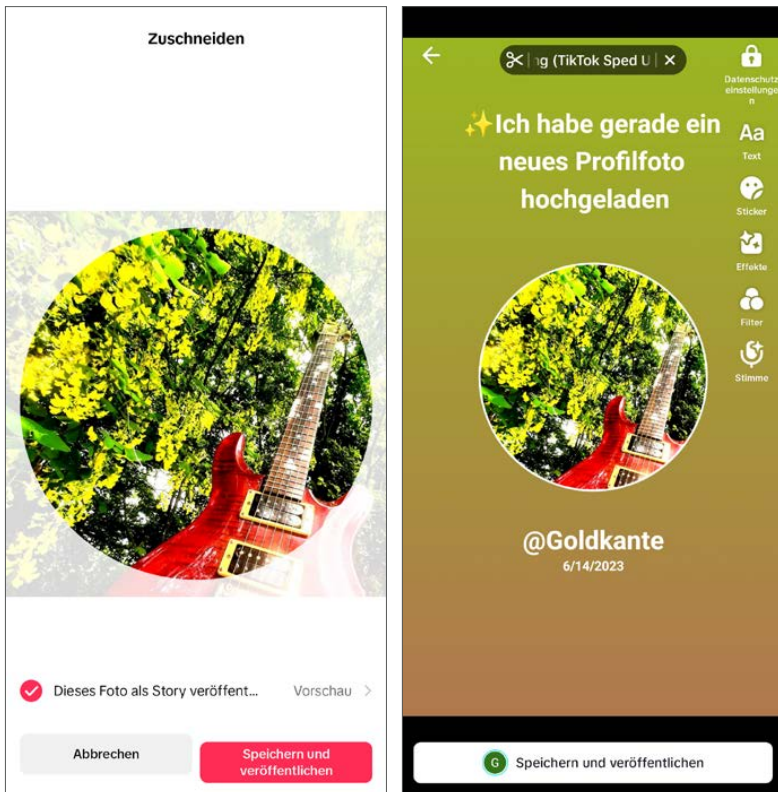 Zuschneiden
Dieses Foto als Story veröffent... Vorschau >
Abbrechen
Speichern und
veröffentlichen
ng (TikTok Sped U
Datenschutz
einstellunge
n
✨Ich habe gerade ein
neues Profilfoto
hochgeladen
Aa
Text
Sticker
Effekte
Filter
Stimme
@Goldkante
6/14/2023
G Speichern und veröffentlichen